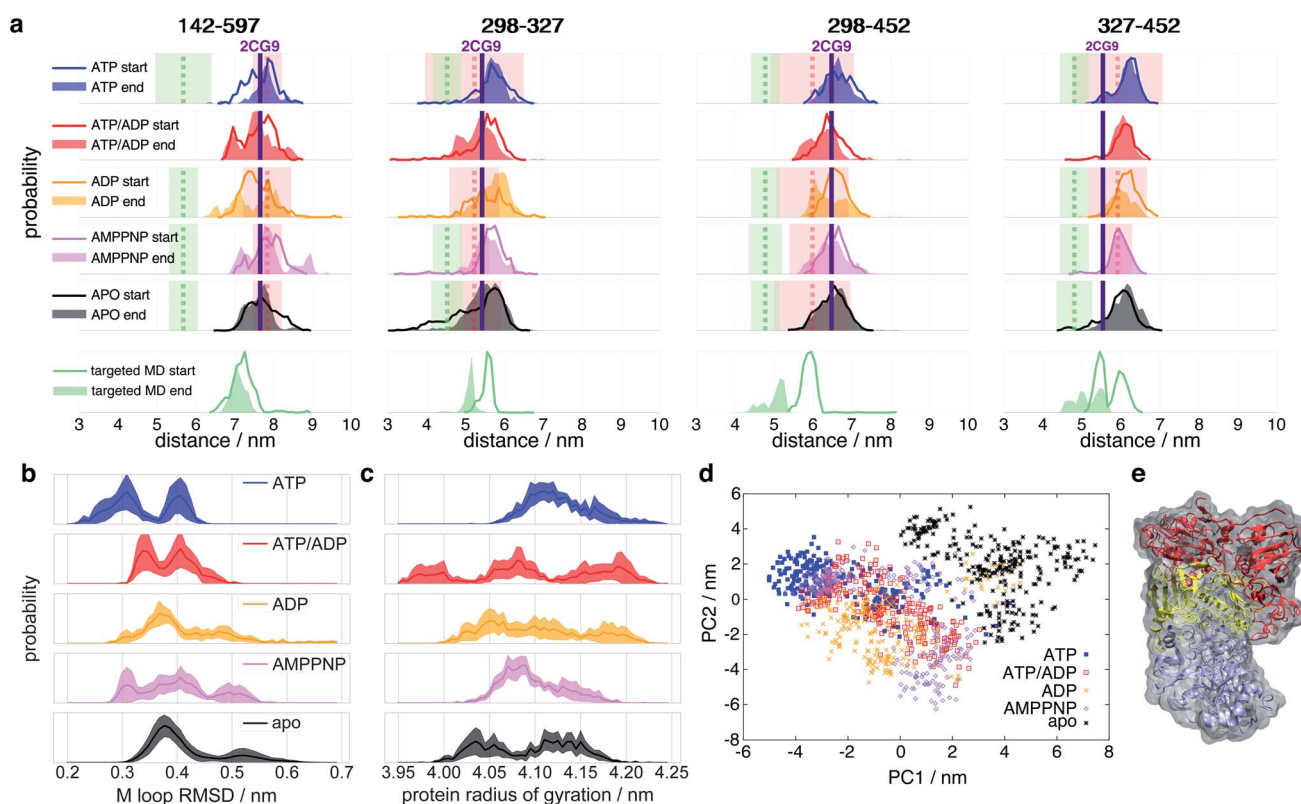 a
142-597 298-327 298-452 327-452
2CG9 2CG9 2CG9 2CG9
ATP start
ATP end
ATP/ADP start
ATP/ADP end
ADP start
ADP end
AMPPNP start
AMPPNP end
APO start
APO end
targeted MD start
targeted MD end
probability
3 4 5 6 7 8 9 10 3 4 5 6 7 8 9 10 3 4 5 6 7 8 9 10 3 4 5 6 7 8 9 10
distance / nm distance / nm distance / nm distance / nm
b
ATP
ATP/ADP
ADP
AMPPNP
apo
probability
0.2 0.3 0.4 0.5 0.6 0.7
M loop RMSD / nm
c
3.95 4.00 4.05 4.10 4.15 4.20 4.25
protein radius of gyration / nm
d
6
4
2
0
-2
-4
-6
-8
PC2 / nm
ATP
ATP/ADP
ADP
AMPPNP
apo
-6 -4 -2 0 2 4 6 8
PC1 / nm
e